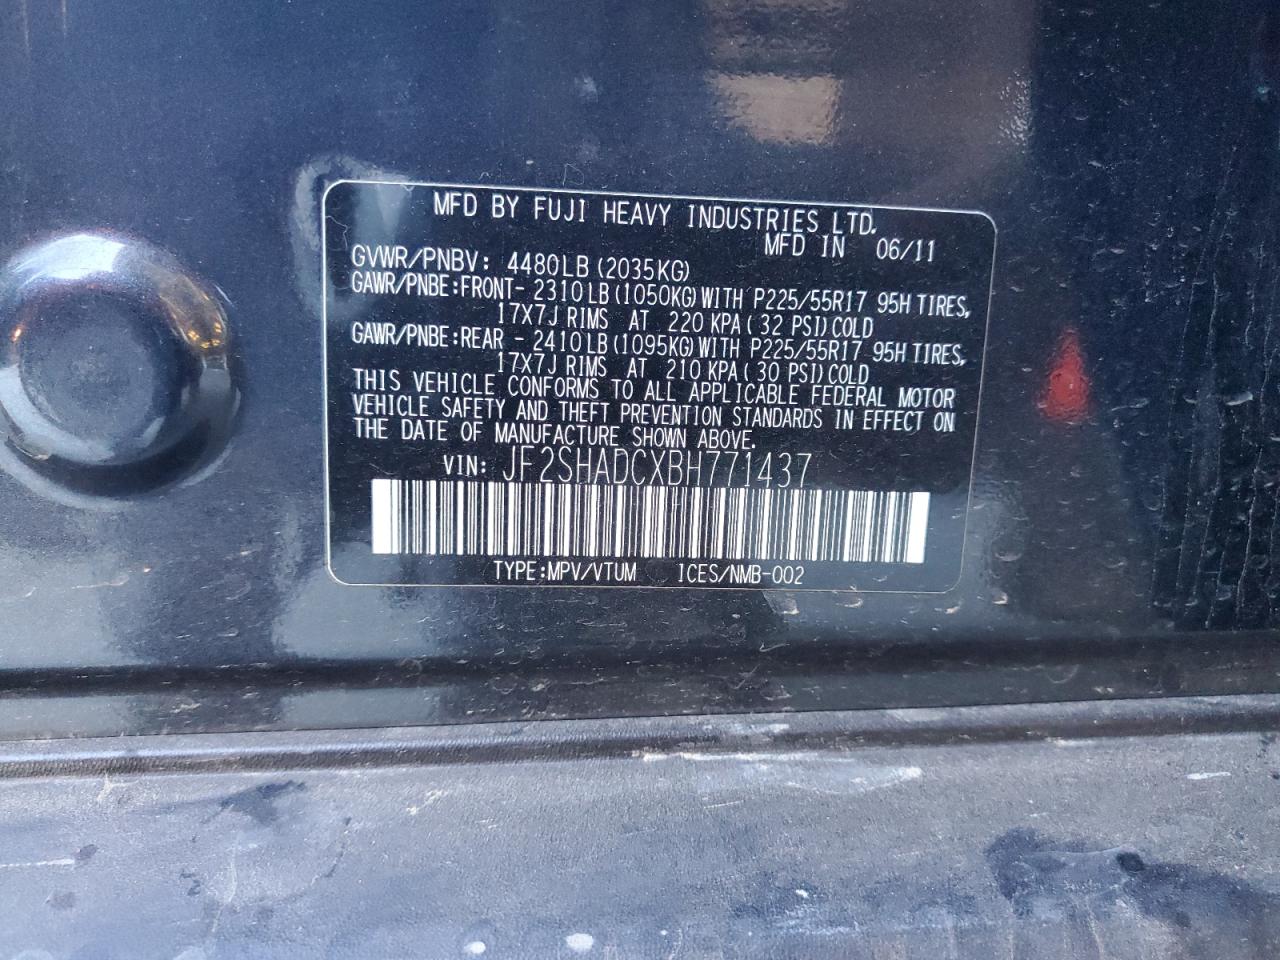 MFD BY FUJI HEAVY INDUSTRIES LTD.
MFD IN 06/11
GVWR/PNBV: 4480LB (2035KG)
GAWR/PNBE:FRONT- 2310LB(1050KG)WITH P225/55R17 95H TIRES,
17X7J RIMS AT 220 KPA( 32 PSI)COLD
GAWR/PNBE:REAR - 2410LB(1095KG)WITH P225/55R17 95H TIRES,
17X7J RIMS AT 210 KPA( 30 PSI)COLD
THIS VEHICLE CONFORMS TO ALL APPLICABLE FEDERAL MOTOR
VEHICLE SAFETY AND THEFT PREVENTION STANDARDS IN EFFECT ON
THE DATE OF MANUFACTURE SHOWN ABOVE.
VIN: JF2SHADCXBH771437
TYPE:MPV/VTUM ICES/NMB-002